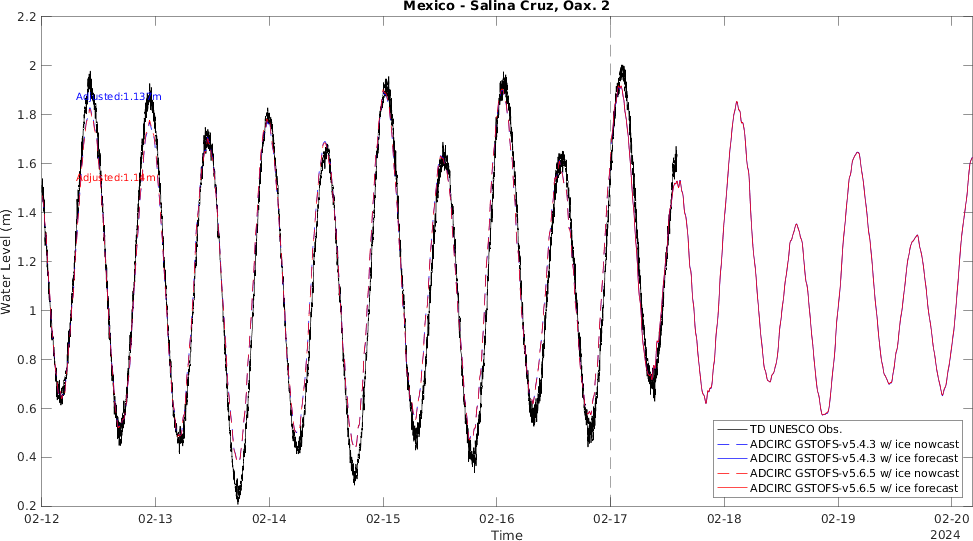 Mexico - Salina Cruz, Oax. 2
2.2
2
1.8
1.6
1.4
1.2
1
0.8
0.6
0.4
0.2
Water Level (m)
02-12
02-13
02-14
02-15
02-16
02-17
02-18
02-19
02-20
Time
2024
TD UNESCO Obs.
ADCIRC GSTOFS-v5.4.3 w/ ice nowcast
ADCIRC GSTOFS-v5.4.3 w/ ice forecast
ADCIRC GSTOFS-v5.6.5 w/ ice nowcast
ADCIRC GSTOFS-v5.6.5 w/ ice forecast